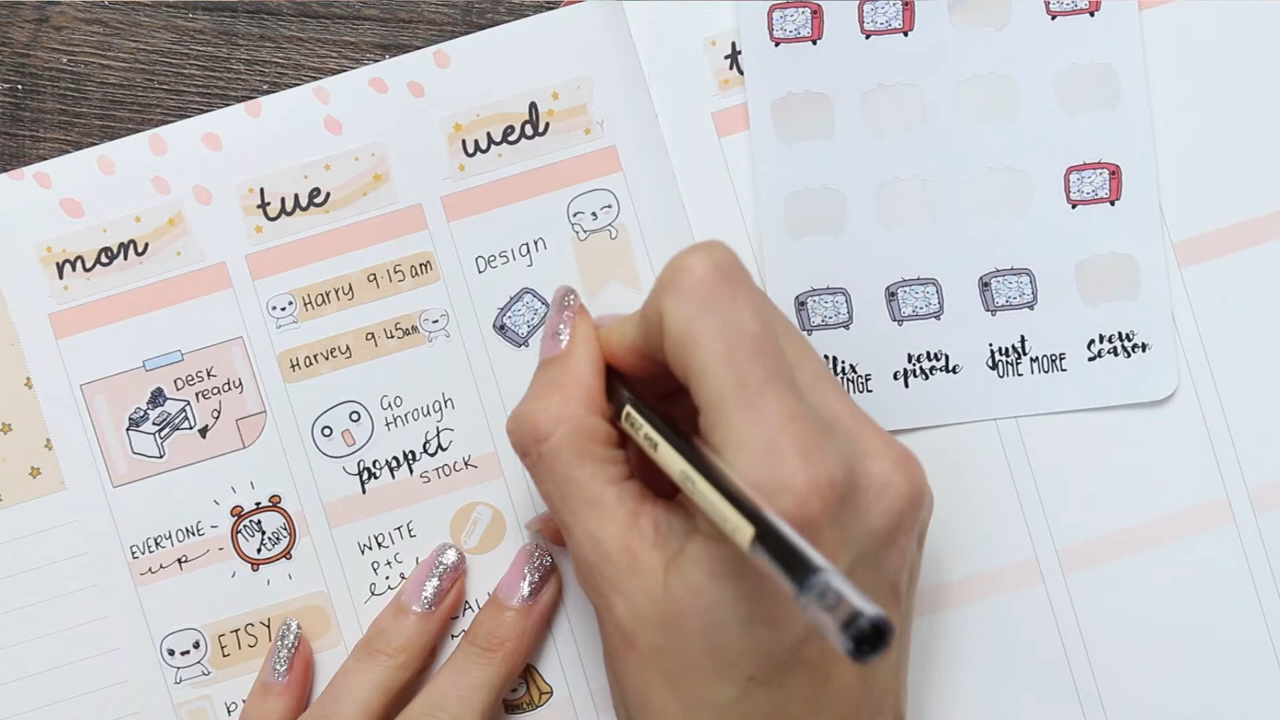 mon
Desk
ready
EVERYONE-
up
TOO
EARLY
ETSY
tue
Harry 9.15am
Harvey 9.45am
Go
through
poppet
STOCK
WRITE
P+C
wed
Design
new
episode
just
ONE MORE
new
Season